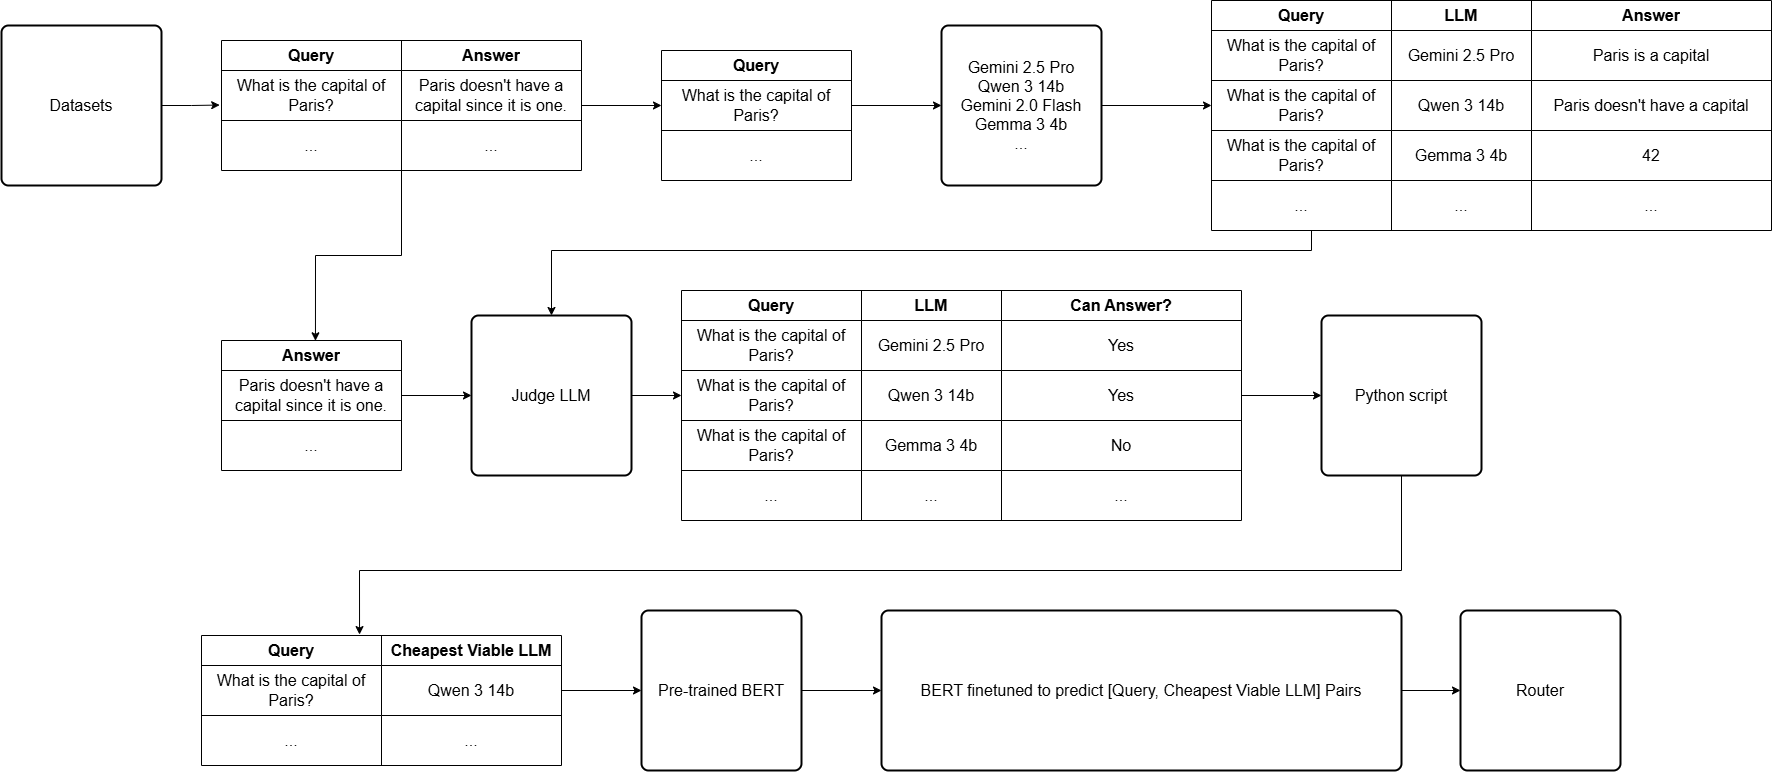 Datasets
Query
Answer
What is the capital of
Paris?
Paris doesn't have a
capital since it is one.
...
...
Query
What is the capital of
Paris?
...
Gemini 2.5 Pro
Qwen 3 14b
Gemini 2.0 Flash
Gemma 3 4b
...
Query
LLM
Answer
What is the capital of
Paris?
Gemini 2.5 Pro
Paris is a capital
What is the capital of
Paris?
Qwen 3 14b
Paris doesn't have a capital
What is the capital of
Paris?
Gemma 3 4b
42
...
...
...
Answer
Paris doesn't have a
capital since it is one.
...
Judge LLM
Query
LLM
Can Answer?
What is the capital of
Paris?
Gemini 2.5 Pro
Yes
What is the capital of
Paris?
Qwen 3 14b
Yes
What is the capital of
Paris?
Gemma 3 4b
No
...
...
...
Python script
Query
Cheapest Viable LLM
What is the capital of
Paris?
Qwen 3 14b
...
...
Pre-trained BERT
BERT finetuned to predict [Query, Cheapest Viable LLM] Pairs
Router